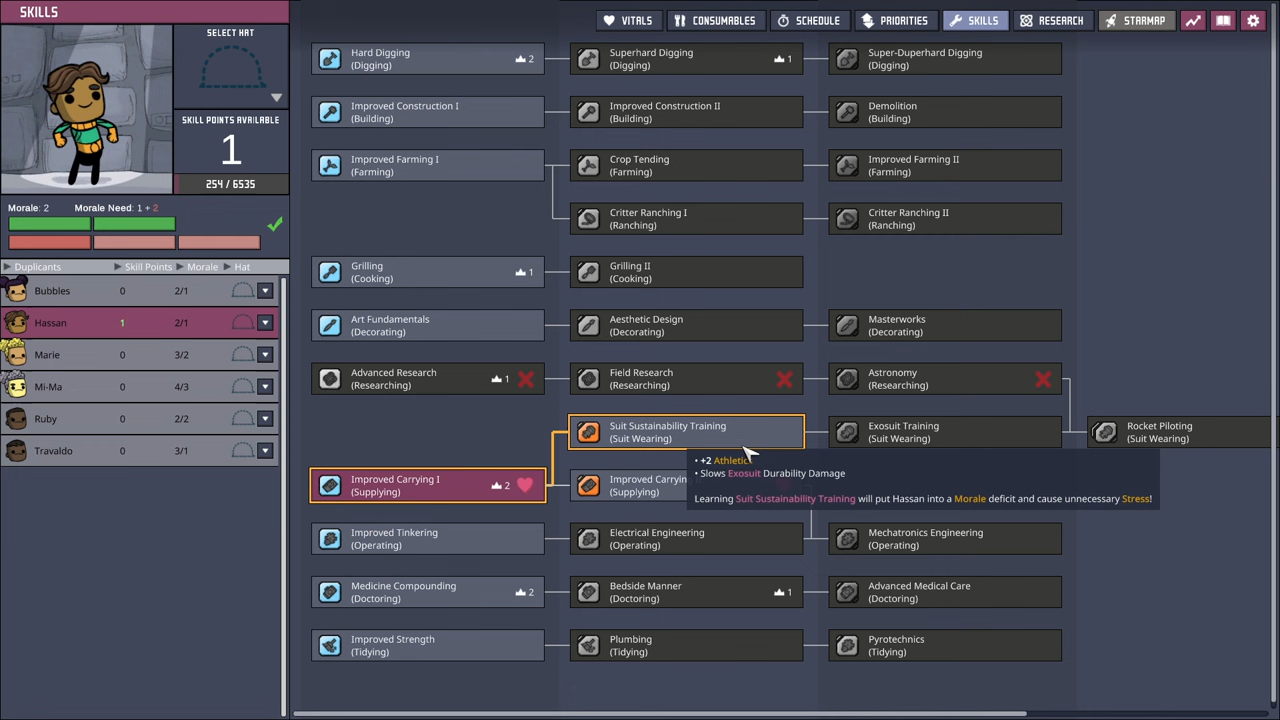 SKILLS
VITALS
CONSUMABLES
SCHEDULE
PRIORITIES
SKILLS
RESEARCH
STARMAP
SELECT HAT
SKILL POINTS AVAILABLE
1
254 / 6535
Morale: 2
Morale Need: 1 + 2
Duplicants
Skill Points
Morale
Hat
Bubbles 0 2/1
Hassan 1 2/1
Marie 0 3/2
Mi-Ma 0 4/3
Ruby 0 2/2
Travaldo 0 3/1
Hard Digging
(Digging)
2
Superhard Digging
(Digging)
1
Super-Duperhard Digging
(Digging)
Improved Construction I
(Building)
Improved Construction II
(Building)
Demolition
(Building)
Improved Farming I
(Farming)
Crop Tending
(Farming)
Improved Farming II
(Farming)
Critter Ranching I
(Ranching)
Critter Ranching II
(Ranching)
Grilling
(Cooking)
1
Grilling II
(Cooking)
Art Fundamentals
(Decorating)
Aesthetic Design
(Decorating)
Masterworks
(Decorating)
Advanced Research
(Researching)
1
Field Research
(Researching)
Astronomy
(Researching)
Suit Sustainability Training
(Suit Wearing)
Exosuit Training
(Suit Wearing)
Rocket Piloting
(Suit Wearing)
Improved Carrying I
(Supplying)
2
Improved Carrying
(Supplying)
• +2
• Slows Exosuit Durability Damage
Learning Suit Sustainability Training will put Hassan into a Morale deficit and cause unnecessary Stress!
Improved Tinkering
(Operating)
Electrical Engineering
(Operating)
Mechatronics Engineering
(Operating)
Medicine Compounding
(Doctoring)
2
Bedside Manner
(Doctoring)
1
Advanced Medical Care
(Doctoring)
Improved Strength
(Tidying)
Plumbing
(Tidying)
Pyrotechnics
(Tidying)